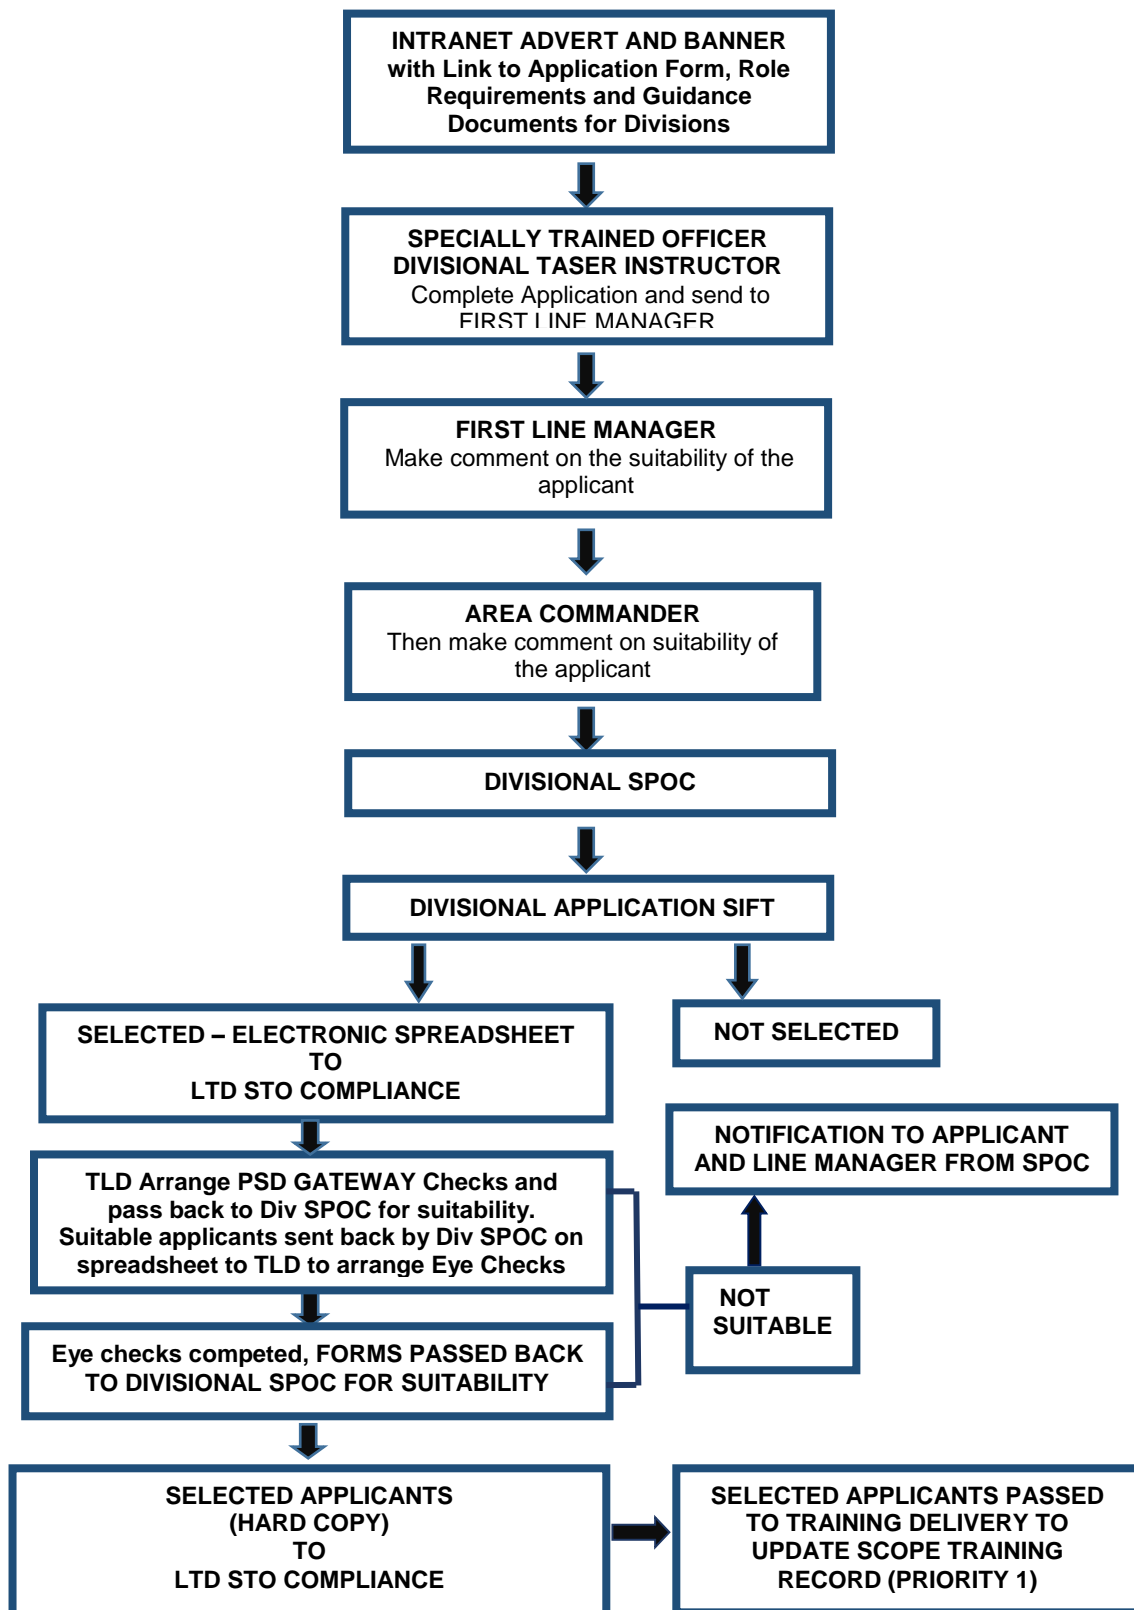 INTRANET ADVERT AND BANNER
with Link to Application Form, Role
Requirements and Guidance
Documents for Divisions
SPECIALLY TRAINED OFFICER
DIVISIONAL TASER INSTRUCTOR
Complete Application and send to
FIRST LINE MANAGER
FIRST LINE MANAGER
Make comment on the suitability of the
applicant
AREA COMMANDER
Then make comment on suitability of
the applicant
DIVISIONAL SPOC
DIVISIONAL APPLICATION SIFT
SELECTED – ELECTRONIC SPREADSHEET
TO
LTD STO COMPLIANCE
NOT SELECTED
NOTIFICATION TO APPLICANT
AND LINE MANAGER FROM SPOC
TLD Arrange PSD GATEWAY Checks and
pass back to Div SPOC for suitability.
Suitable applicants sent back by Div SPOC on
spreadsheet to TLD to arrange Eye Checks
NOT
SUITABLE
Eye checks competed, FORMS PASSED BACK
TO DIVISIONAL SPOC FOR SUITABILITY
SELECTED APPLICANTS
(HARD COPY)
TO
LTD STO COMPLIANCE
SELECTED APPLICANTS PASSED
TO TRAINING DELIVERY TO
UPDATE SCOPE TRAINING
RECORD (PRIORITY 1)